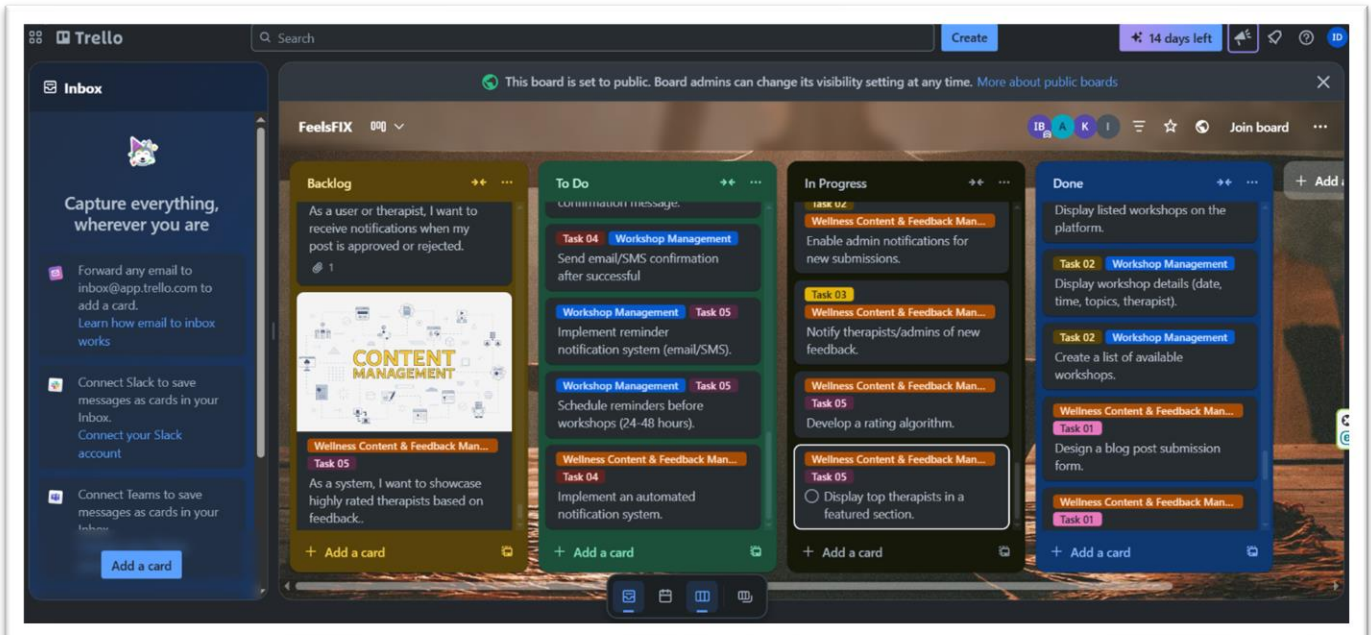 Trello
Search
Create
14 days left
ID
Inbox
Capture everything,
wherever you are
Forward any email to
inbox@app.trello.com to
add a card.
Learn how email to inbox
works
Connect Slack to save
messages as cards in your
Inbox.
Connect your Slack
account
Connect Teams to save
messages as cards in your
Inbox.
Add a card
This board is set to public. Board admins can change its visibility setting at any time. More about public boards
FeelsFIX
IB A K I
Join board
Backlog
As a user or therapist, I want to
receive notifications when my
post is approved or rejected.
1
CONTENT
MANAGEMENT
Wellness Content & Feedback Man...
Task 05
As a system, I want to showcase
highly rated therapists based on
feedback..
+ Add a card
To Do
confirmation message.
Task 04 Workshop Management
Send email/SMS confirmation
after successful
Workshop Management Task 05
Implement reminder
notification system (email/SMS).
Workshop Management Task 05
Schedule reminders before
workshops (24-48 hours).
Wellness Content & Feedback Man...
Task 04
Implement an automated
notification system.
+ Add a card
In Progress
Task 02
Wellness Content & Feedback Man...
Enable admin notifications for
new submissions.
Task 03
Wellness Content & Feedback Man...
Notify therapists/admins of new
feedback.
Wellness Content & Feedback Man...
Task 05
Develop a rating algorithm.
Wellness Content & Feedback Man...
Task 05
Display top therapists in a
featured section.
+ Add a card
Done
Display listed workshops on the
platform.
Task 02 Workshop Management
Display workshop details (date,
time, topics, therapist).
Task 02 Workshop Management
Create a list of available
workshops.
Wellness Content & Feedback Man...
Task 01
Design a blog post submission
form.
Wellness Content & Feedback Man...
Task 01
+ Add a card
+ Add